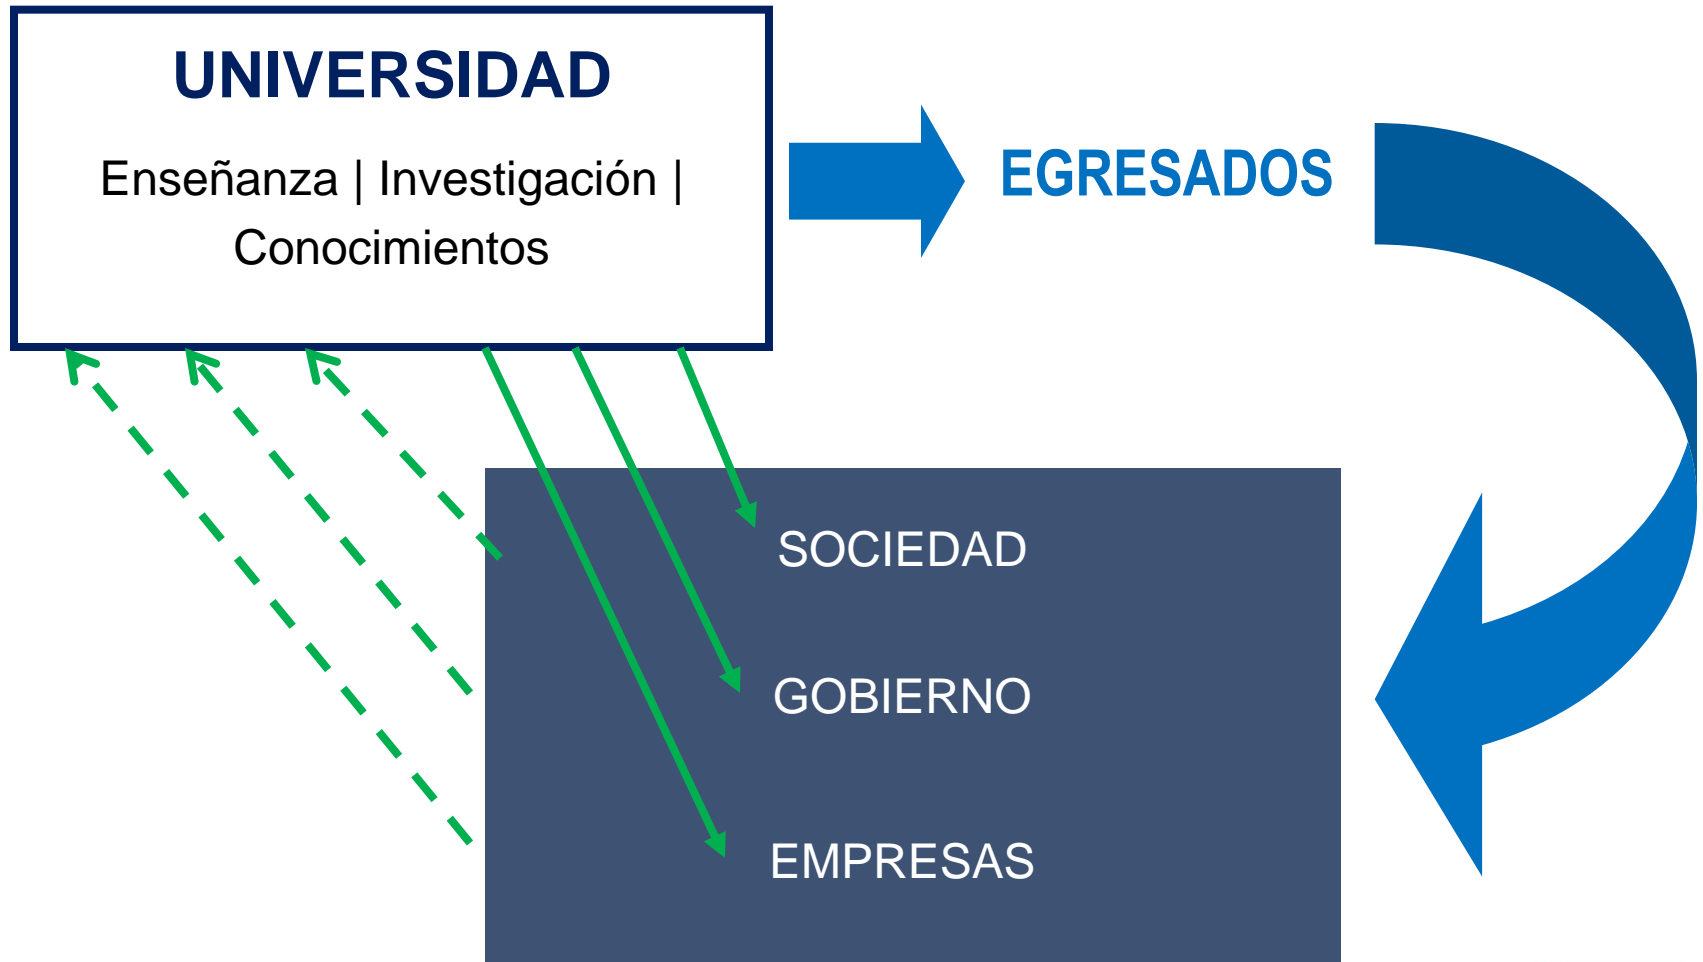 UNIVERSIDAD
Enseñanza | Investigación |
Conocimientos
EGRESADOS
SOCIEDAD
GOBIERNO
EMPRESAS